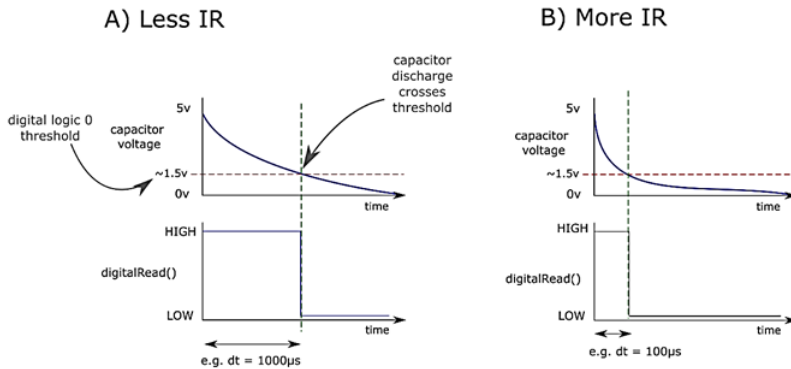 A) Less IR
B) More IR
capacitor
discharge
crosses
threshold
digital logic 0
threshold
5v
capacitor
voltage
~1.5v
0v
time
HIGH
digitalRead()
LOW
time
e.g. dt = 1000µs
5v
capacitor
voltage
~1.5v
0v
time
HIGH
digitalRead()
LOW
time
e.g. dt = 100µs